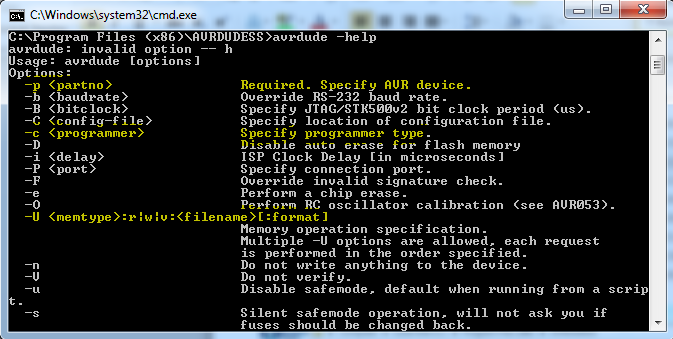 C:\Windows\system32\cmd.exe
C:\Program Files (x86)\AVRDUDESS>avrdude -help
avrdude: invalid option -- h
Usage: avrdude [options]
Options:
-p <partno> Required. Specify AVR device.
-b <baudrate> Override RS-232 baud rate.
-B <bitclock> Specify JTAG/STK500v2 bit clock period (us).
-C <config-file> Specify location of configuration file.
-c <programmer> Specify programmer type.
-D Disable auto erase for flash memory
-i <delay> ISP Clock Delay [in microseconds]
-P <port> Specify connection port.
-F Override invalid signature check.
-e Perform a chip erase.
-O Perform RC oscillator calibration (see AVR053).
-U <memtype>:r|w|v:<filename>[:format]
Memory operation specification.
Multiple -U options are allowed, each request
is performed in the order specified.
-n Do not write anything to the device.
-V Do not verify.
-u Disable safemode, default when running from a scrip
t.
-s Silent safemode operation, will not ask you if
fuses should be changed back.